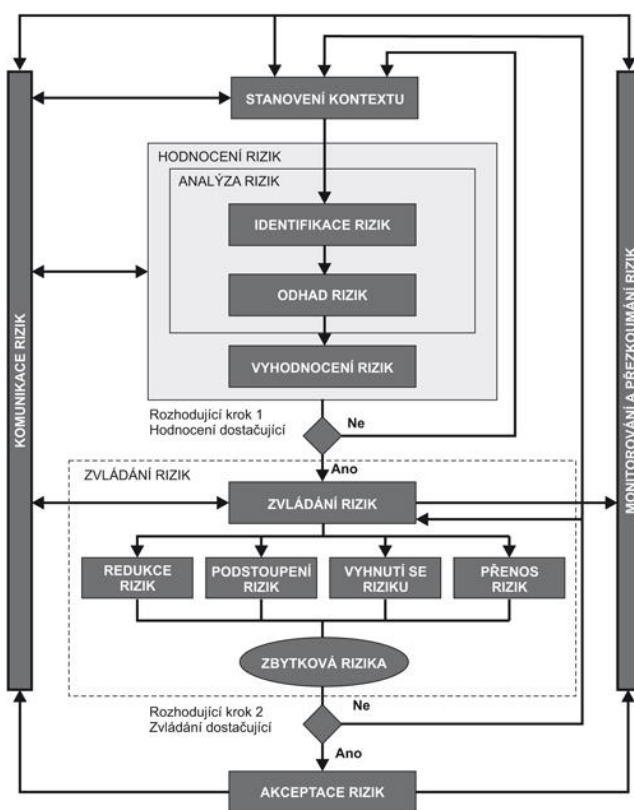 STANOVENÍ KONTEXTU
HODNOCENÍ RIZIK
ANALÝZA RIZIK
IDENTIFIKACE RIZIK
ODHAD RIZIK
VYHODNOCENÍ RIZIK
KOMUNIKACE RIZIK
MONITOROVÁNÍ A PŘEZKOUMÁNÍ RIZIK
Rozhodující krok 1
Hodnocení dostačující
Ne
Ano
ZVLÁDÁNÍ RIZIK
ZVLÁDÁNÍ RIZIK
REDUKCE
RIZIK
PODSTOUPENÍ
RIZIK
VYHNUTÍ SE
RIZIKU
PŘENOS
RIZIK
ZBYTKOVÁ RIZIKA
Rozhodující krok 2
Zvládání dostačující
Ne
Ano
AKCEPTACE RIZIK